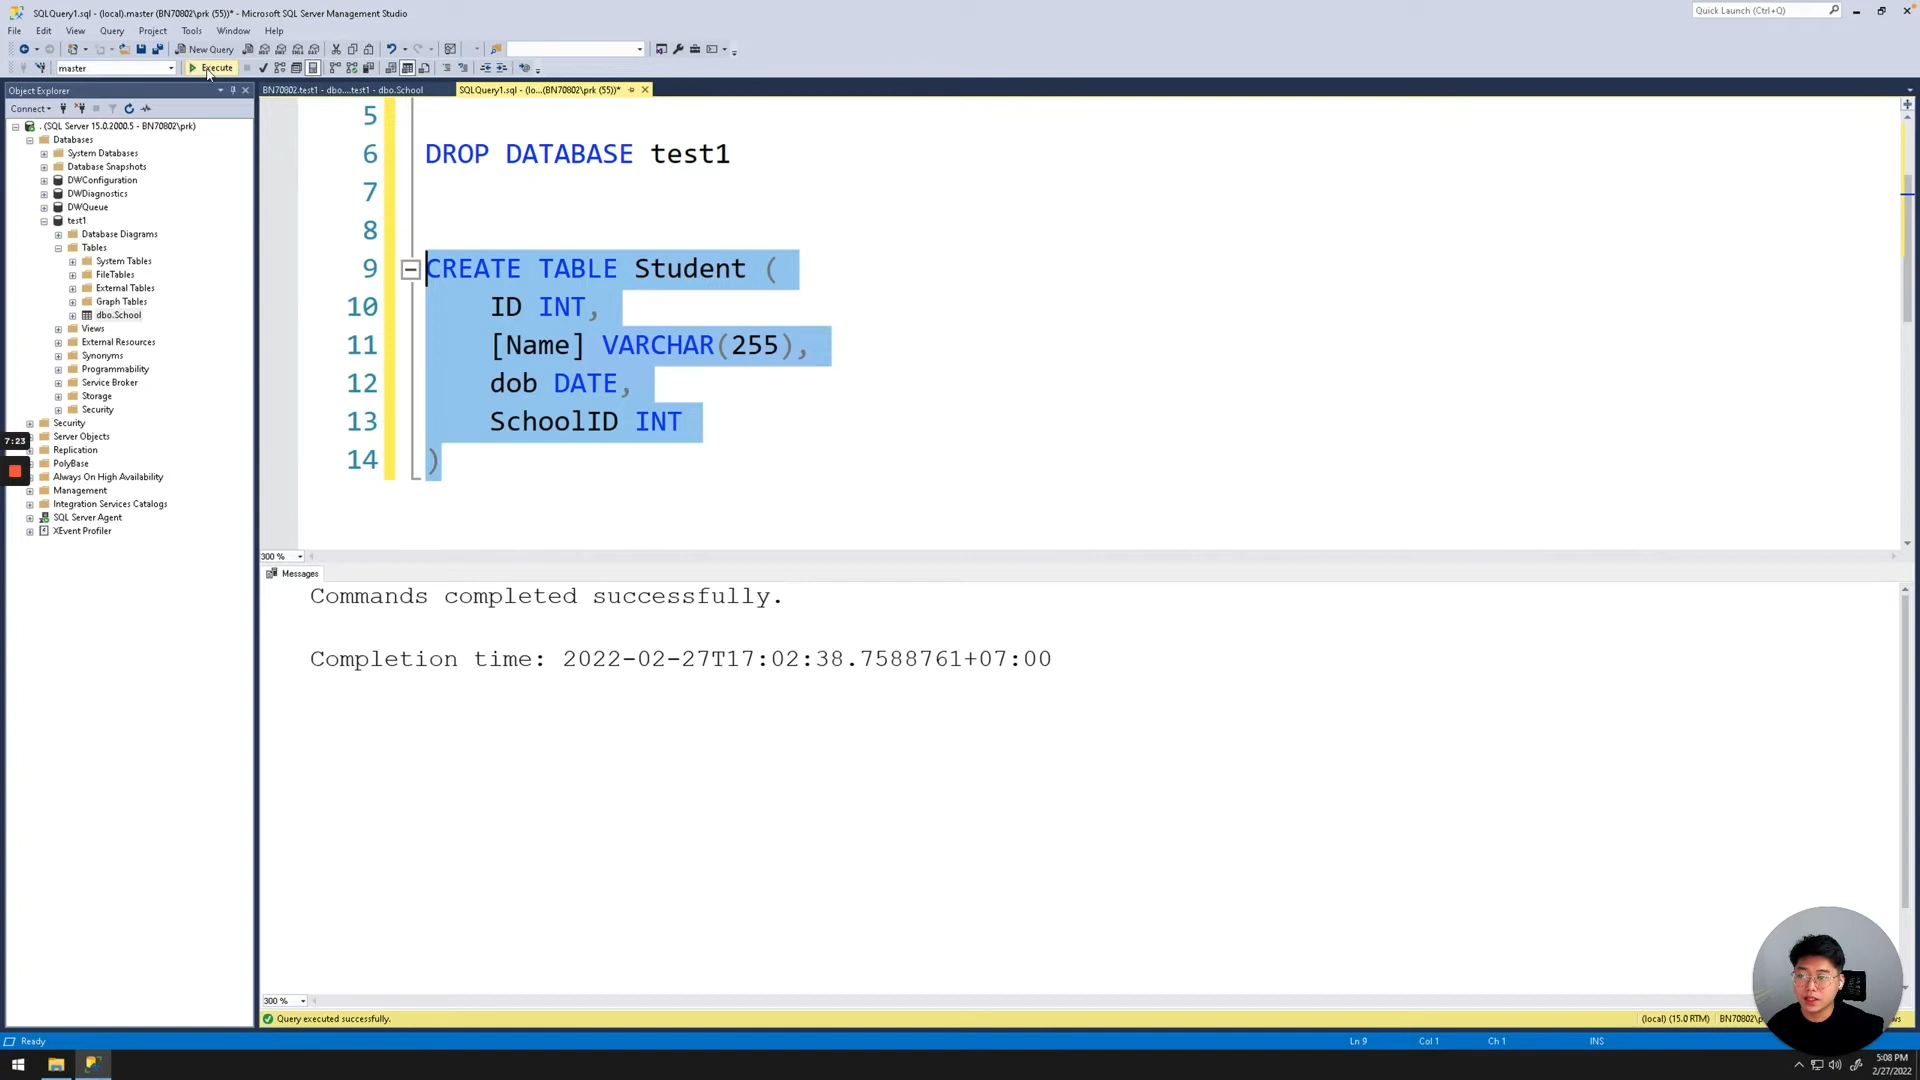 SQLQuery1.sql - (local).master (BN70802\prk (55))* - Microsoft SQL Server Management Studio
Quick Launch (Ctrl+Q)
File Edit View Query Project Tools Window Help
New Query
master
Execute
Object Explorer
BN70802.test1 - dbo....test1 - dbo.School
SQLQuery1.sql - (lo...(BN70802\prk (55))*
Connect
. (SQL Server 15.0.2000.5 - BN70802\prk)
Databases
System Databases
Database Snapshots
DWConfiguration
DWDiagnostics
DWQueue
test1
Database Diagrams
Tables
System Tables
FileTables
External Tables
Graph Tables
dbo.School
Views
External Resources
Synonyms
Programmability
Service Broker
Storage
Security
Security
Server Objects
Replication
PolyBase
Always On High Availability
Management
Integration Services Catalogs
SQL Server Agent
XEvent Profiler
7:23
5
6 DROP DATABASE test1
7
8
9 CREATE TABLE Student (
10 ID INT,
11 [Name] VARCHAR(255),
12 dob DATE,
13 SchoolID INT
14 )
300 %
Messages
Commands completed successfully.
Completion time: 2022-02-27T17:02:38.7588761+07:00
300 %
Query executed successfully.
(local) (15.0 RTM)
Ready
Ln 9
Col 1
Ch 1
INS
5:08 PM
2/27/2022